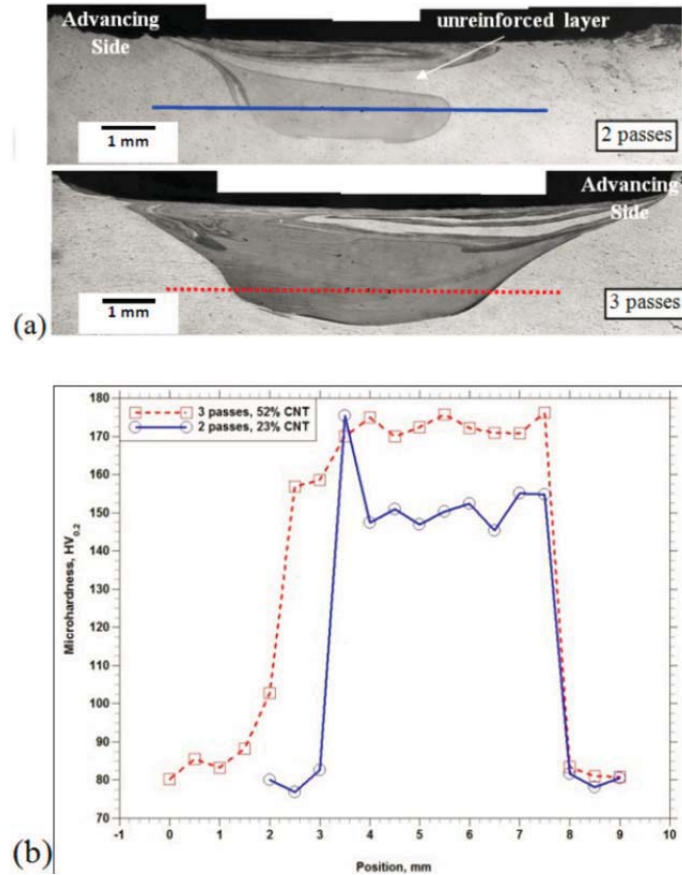 Advancing
Side
unreinforced layer
1 mm
2 passes
Advancing
Side
1 mm
3 passes
(a)
180
170
160
150
140
130
120
110
100
90
80
70
3 passes, 52% CNT
2 passes, 23% CNT
Microhardness, HV0.2
-1 0 1 2 3 4 5 6 7 8 9 10
Position, mm
(b)